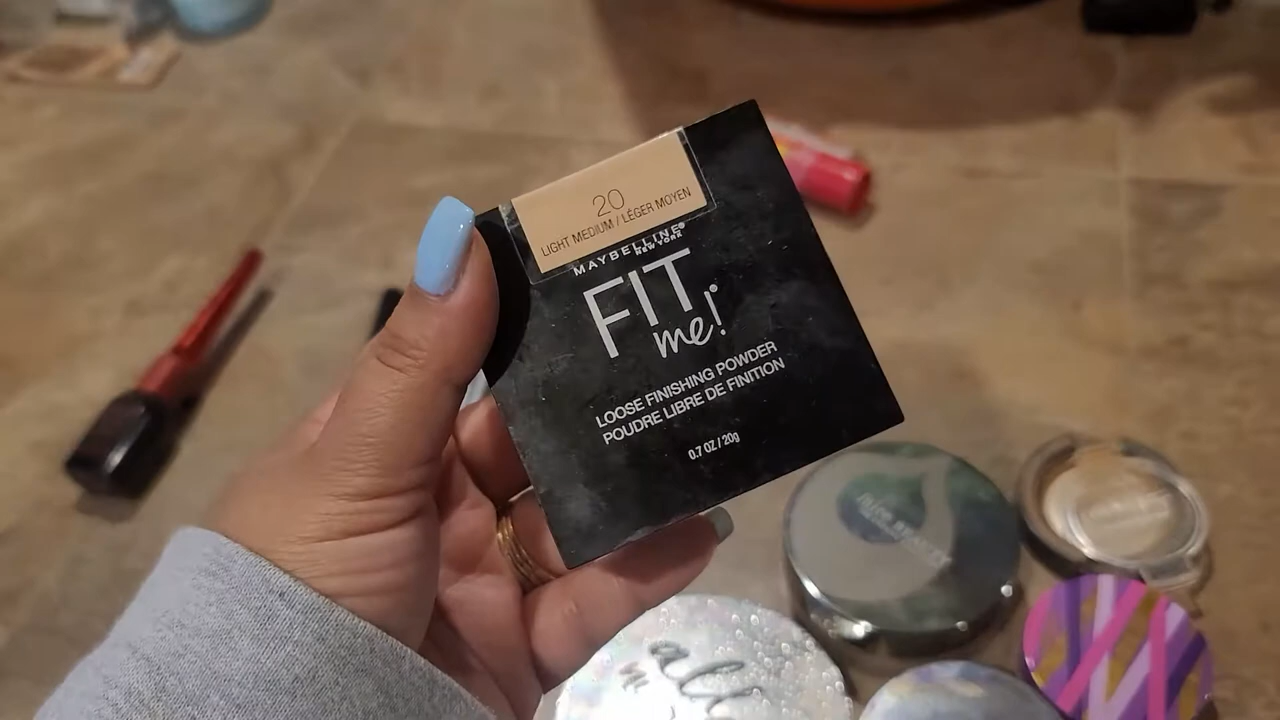 20
LIGHT MEDIUM / LÉGER MOYEN
MAYBELLINE®
NEW YORK
FIT
me!®
LOOSE FINISHING POWDER
POUDRE LIBRE DE FINITION
0.7 OZ / 20g